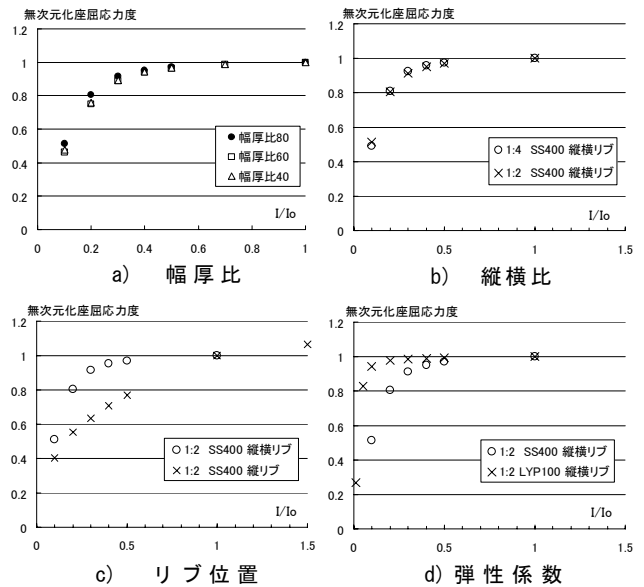 無次元化座屈応力度
1.2
1
0.8
0.6
0.4
0.2
0
幅厚比80
幅厚比60
幅厚比40
I/Io
0 0.2 0.4 0.6 0.8 1
a) 幅厚比
無次元化座屈応力度
1.2
1
0.8
0.6
0.4
0.2
0
1:4 SS400 縦横リブ
1:2 SS400 縦横リブ
I/Io
0 0.5 1 1.5
b) 縦横比
無次元化座屈応力度
1.2
1
0.8
0.6
0.4
0.2
0
1:2 SS400 縦横リブ
1:2 SS400 縦リブ
I/Io
0 0.5 1 1.5
c) リブ位置
無次元化座屈応力度
1.2
1
0.8
0.6
0.4
0.2
0
1:2 SS400 縦横リブ
1:2 LYP100 縦横リブ
I/Io
0 0.5 1 1.5
d) 弾性係数